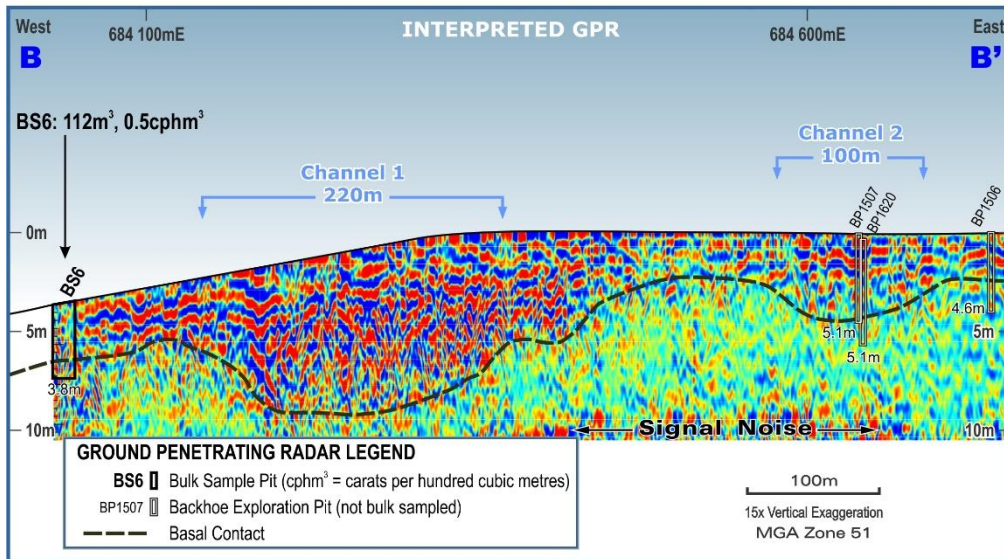 West
684 100mE
INTERPRETED GPR
684 600mE
East
B
B'
BS6: 112m³, 0.5cphm³
Channel 1
220m
Channel 2
100m
BP1507
BP1620
BP1506
0m
BS6
5m
3.8m
5.1m
5.1m
4.6m
5m
10m
Signal Noise
10m
GROUND PENETRATING RADAR LEGEND
BS6 Bulk Sample Pit (cphm³ = carats per hundred cubic metres)
BP1507 Backhoe Exploration Pit (not bulk sampled)
Basal Contact
100m
15x Vertical Exaggeration
MGA Zone 51